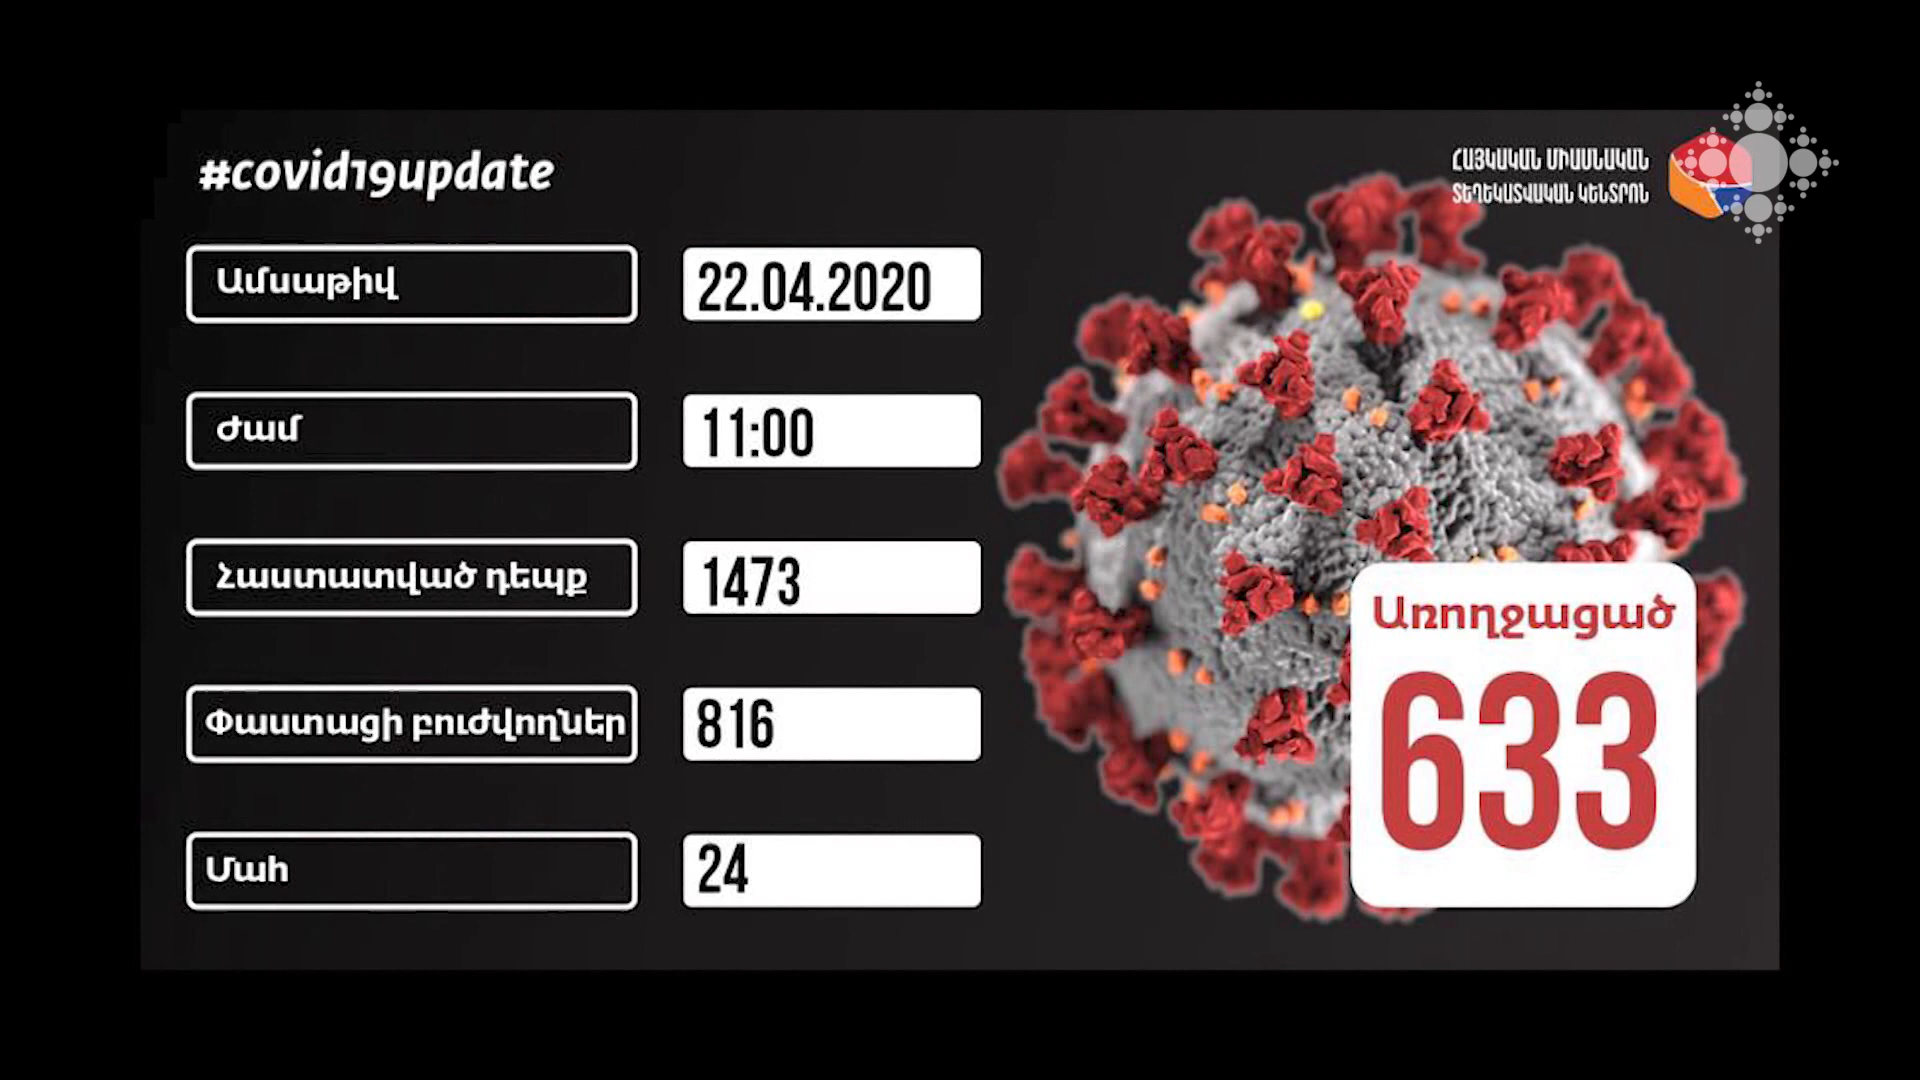 #covid19update
ՀԱՅԿԱԿԱՆ ՄԻԱՍՆԱԿԱՆ
ՏԵՂԵԿԱՏՎԱԿԱՆ ԿԵՆՏՐՈՆ
Ամսաթիվ
22.04.2020
Ժամ
11:00
Հաստատված դեպք
1473
Փաստացի բուժվողներ
816
Մահ
24
Առողջացած
633